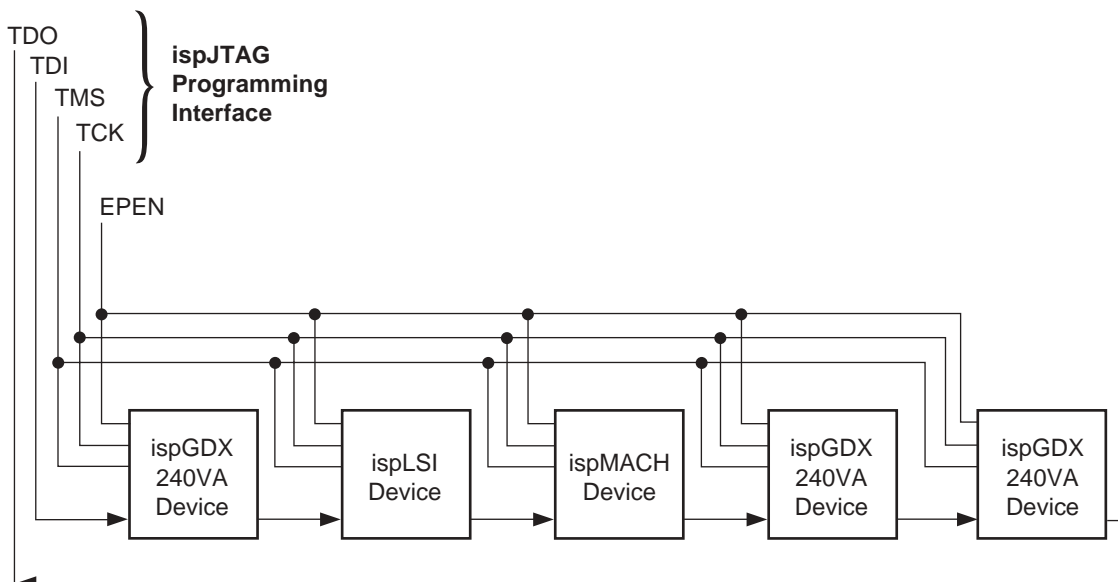 TDO
TDI
TMS
TCK
ispJTAG
Programming
Interface
EPEN
ispGDX
240VA
Device
ispLSI
Device
ispMACH
Device
ispGDX
240VA
Device
ispGDX
240VA
Device